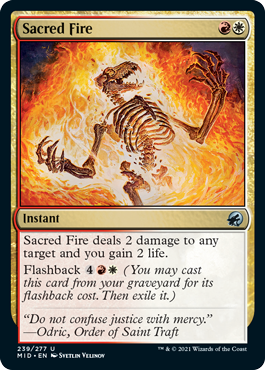 Sacred Fire
Instant
Sacred Fire deals 2 damage to any
target and you gain 2 life.
Flashback 4 (You may cast
this card from your graveyard for its
flashback cost. Then exile it.)
“Do not confuse justice with mercy.”
—Odric, Order of Saint Traft
239/277 U
MID • EN SVETLIN VELINOV
™ & © 2021 Wizards of the Coast